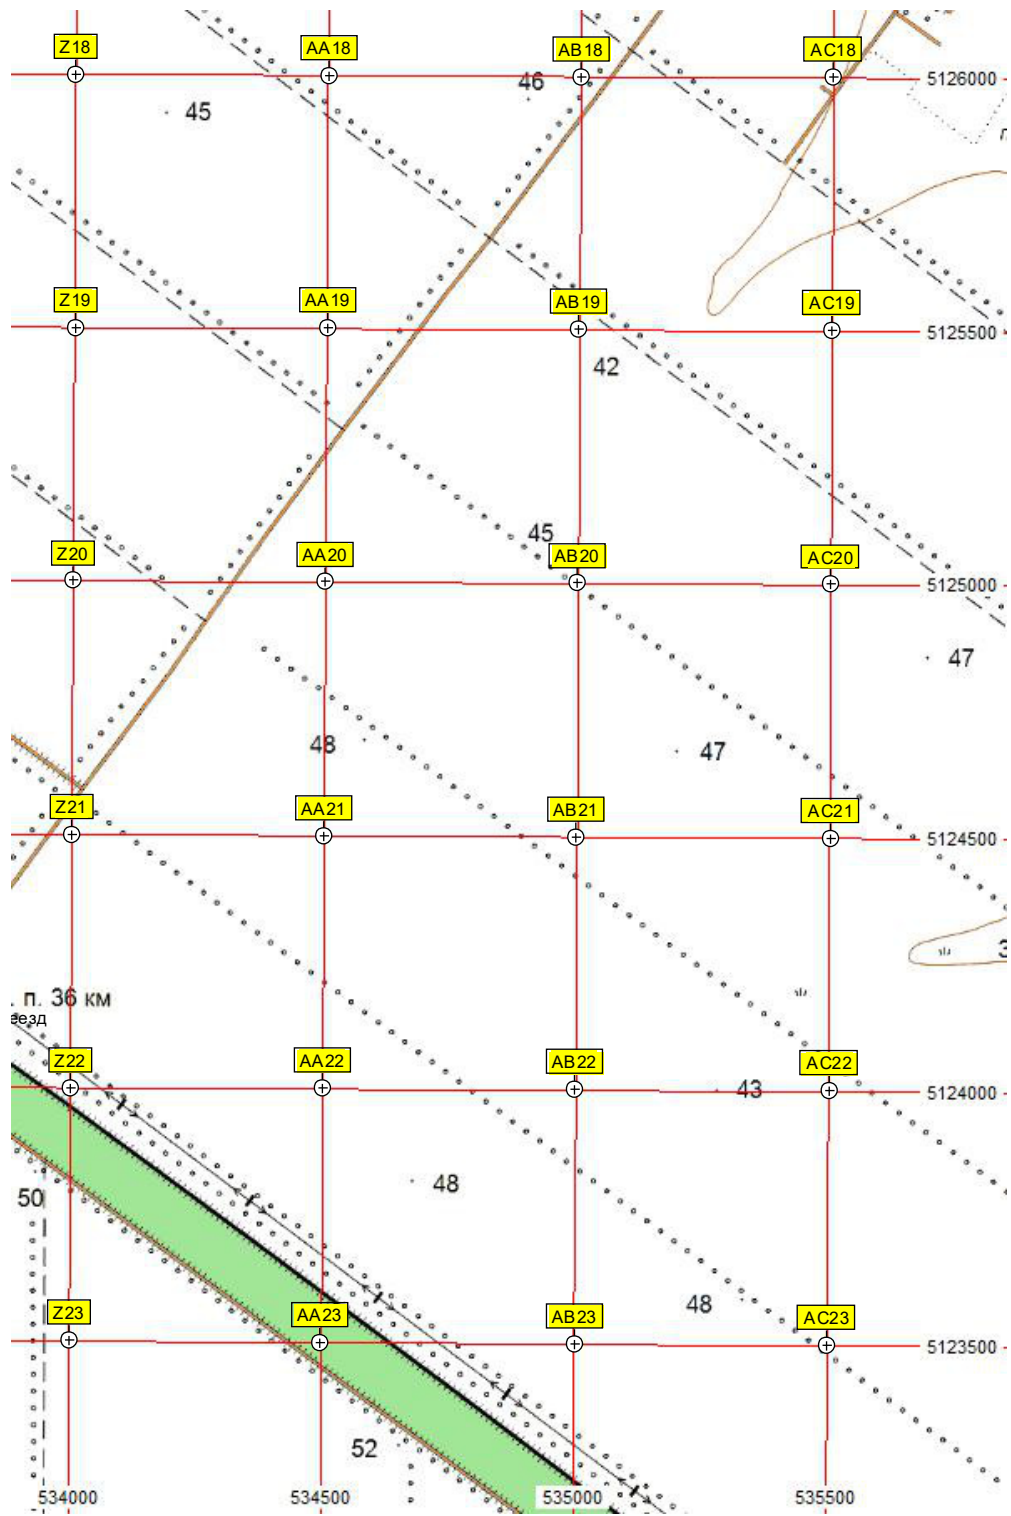 Z18 AA18 AB18 AC18
46 5126000
45
Z19 AA19 AB19 AC19
5125500
42
45
Z20 AA20 AB20 AC20
5125000
47
48 47
Z21 AA21 AB21 AC21
5124500
п. 36 км
еезд
Z22 AA22 AB22 AC22
43 5124000
50 48
48
Z23 AA23 AB23 AC23
5123500
52
534000 534500 535000 535500